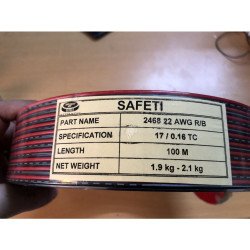 SAFETI
PART NAME 2468 22 AWG R/B
SPECIFICATION 17 / 0.16 TC
LENGTH 100 M
NET WEIGHT 1.9 kg - 2.1 kg